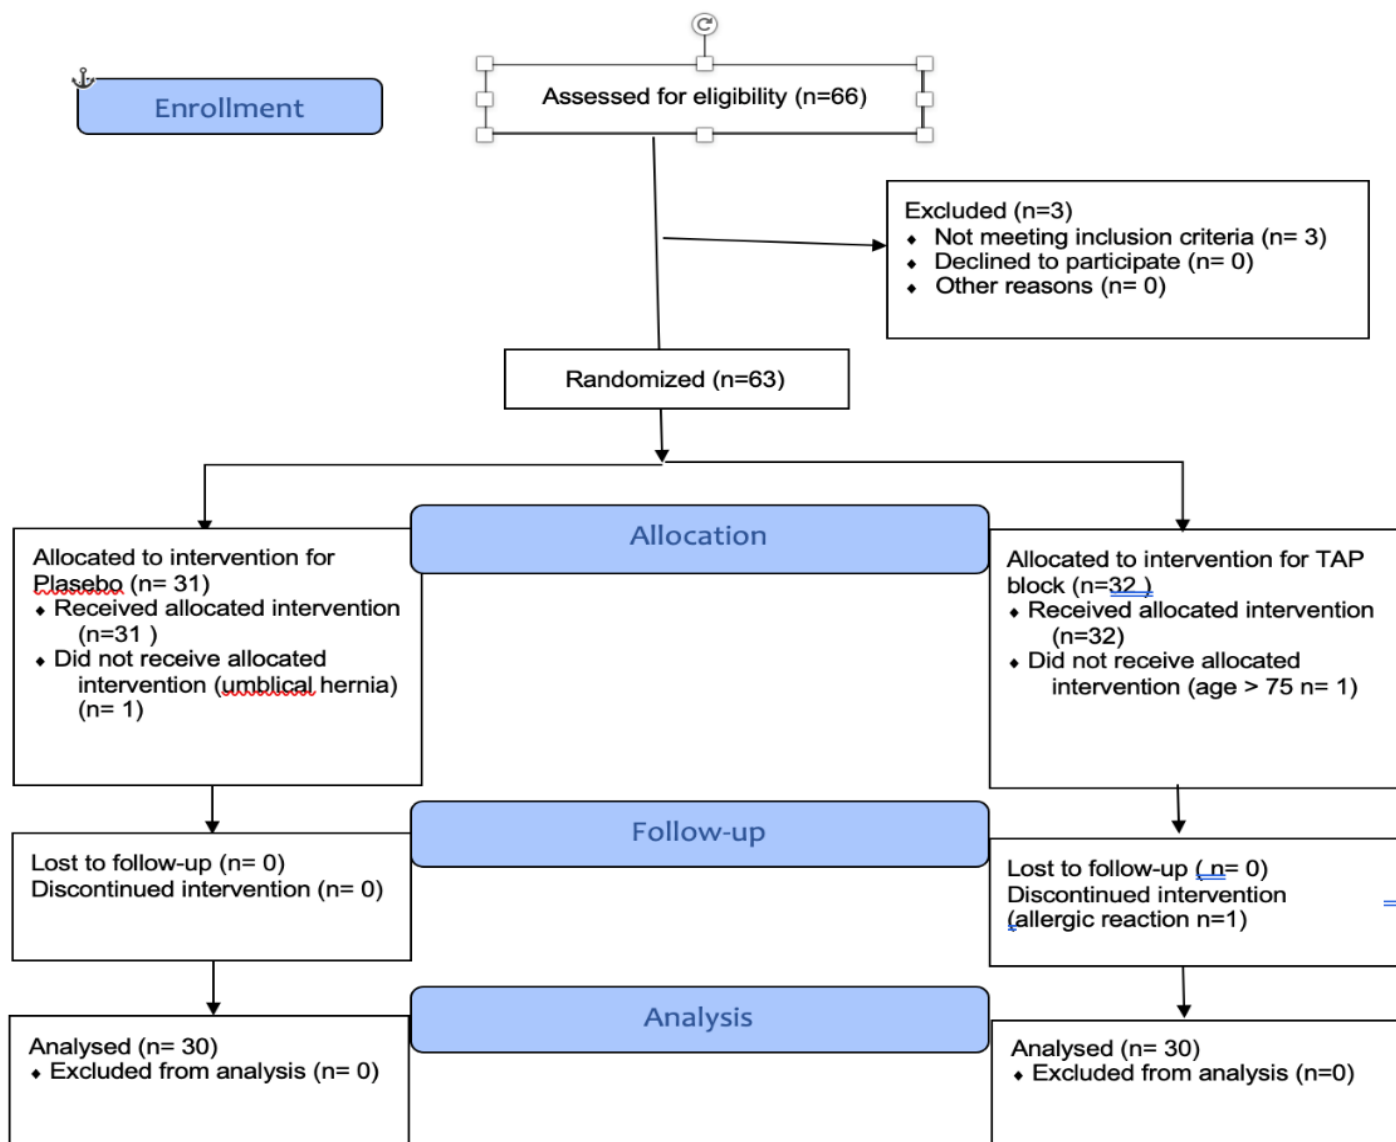 Enrollment
Assessed for eligibility (n=66)
Excluded (n=3)
⬧ Not meeting inclusion criteria (n= 3)
⬧ Declined to participate (n= 0)
⬧ Other reasons (n= 0)
Randomized (n=63)
Allocation
Allocated to intervention for
Plasebo (n= 31)
⬧ Received allocated intervention
(n=31 )
⬧ Did not receive allocated
intervention (umblical hernia)
(n= 1)
Allocated to intervention for TAP
block (n=32 )
⬧ Received allocated intervention
(n=32)
⬧ Did not receive allocated
intervention (age > 75 n= 1)
Follow-up
Lost to follow-up (n= 0)
Discontinued intervention (n= 0)
Lost to follow-up ( n= 0)
Discontinued intervention
(allergic reaction n=1)
Analysis
Analysed (n= 30)
⬧ Excluded from analysis (n= 0)
Analysed (n= 30)
⬧ Excluded from analysis (n=0)